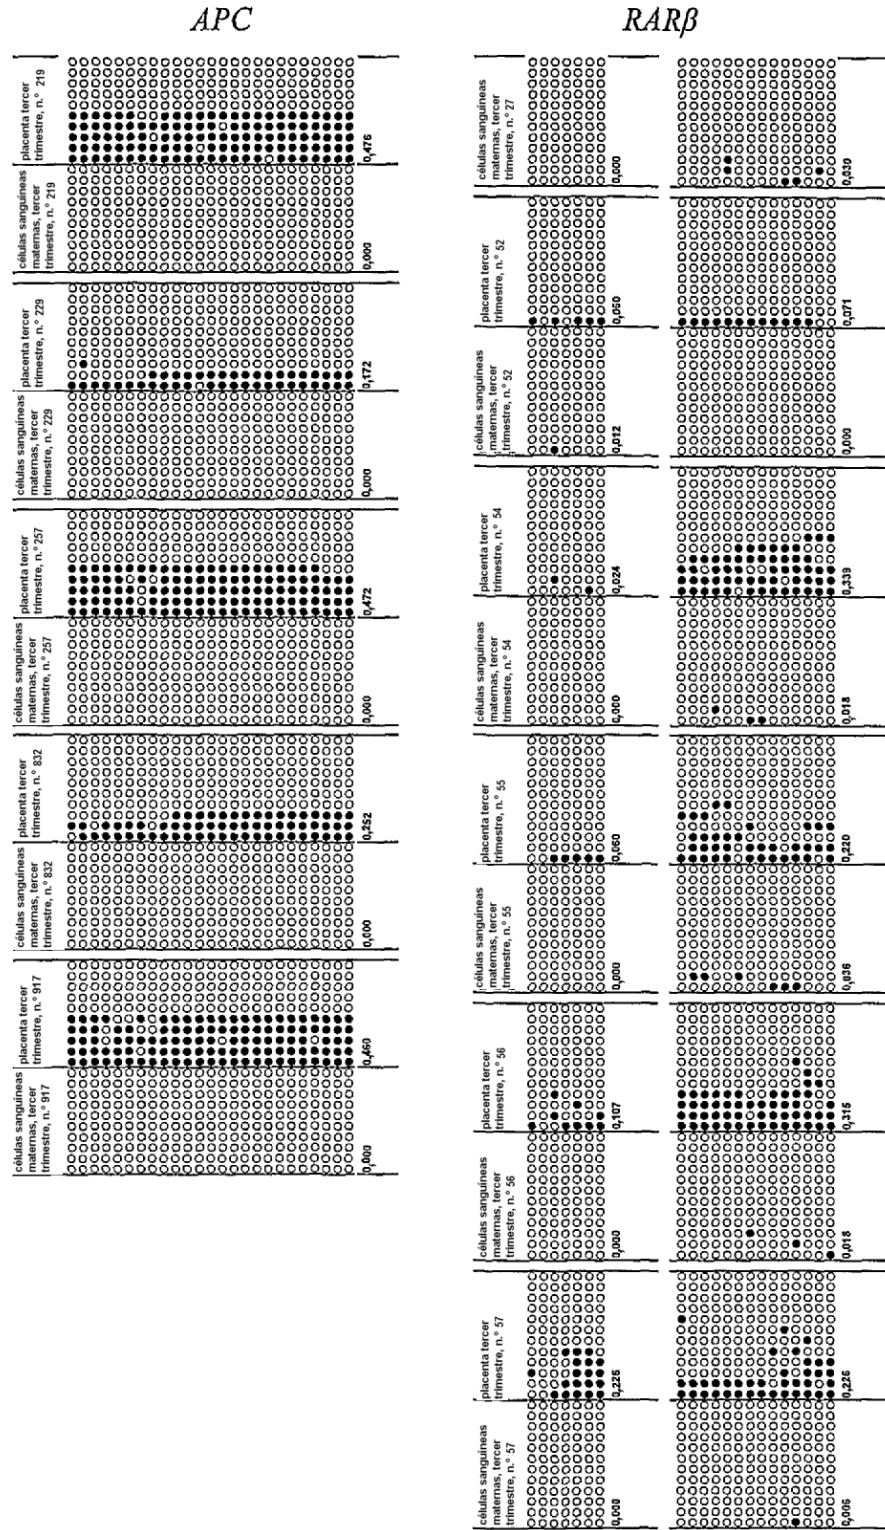 APC
placenta tercer
trimestre, n.° 219
0,476
células sanguíneas
maternas, tercer
trimestre, n.° 219
0,000
placenta tercer
trimestre, n.° 229
0,172
células sanguíneas
maternas, tercer
trimestre, n.° 229
0,000
placenta tercer
trimestre, n.° 257
0,472
células sanguíneas
maternas, tercer
trimestre, n.° 257
0,000
placenta tercer
trimestre, n.° 832
0,252
células sanguíneas
maternas, tercer
trimestre, n.° 832
0,000
placenta tercer
trimestre, n.° 917
0,460
células sanguíneas
maternas, tercer
trimestre, n.° 917
0,000
RARβ
células sanguíneas
maternas, tercer
trimestre, n.° 27
0,000
0,030
placenta tercer
trimestre, n.° 52
0,060
0,071
células sanguíneas
maternas, tercer
trimestre, n.° 52
0,012
0,000
placenta tercer
trimestre, n.° 54
0,024
0,339
células sanguíneas
maternas, tercer
trimestre, n.° 54
0,000
0,018
placenta tercer
trimestre, n.° 55
0,060
0,220
células sanguíneas
maternas, tercer
trimestre, n.° 55
0,000
0,036
placenta tercer
trimestre, n.° 56
0,107
0,315
células sanguíneas
maternas, tercer
trimestre, n.° 56
0,000
0,018
placenta tercer
trimestre, n.° 57
0,226
0,226
células sanguíneas
maternas, tercer
trimestre, n.° 57
0,000
0,006